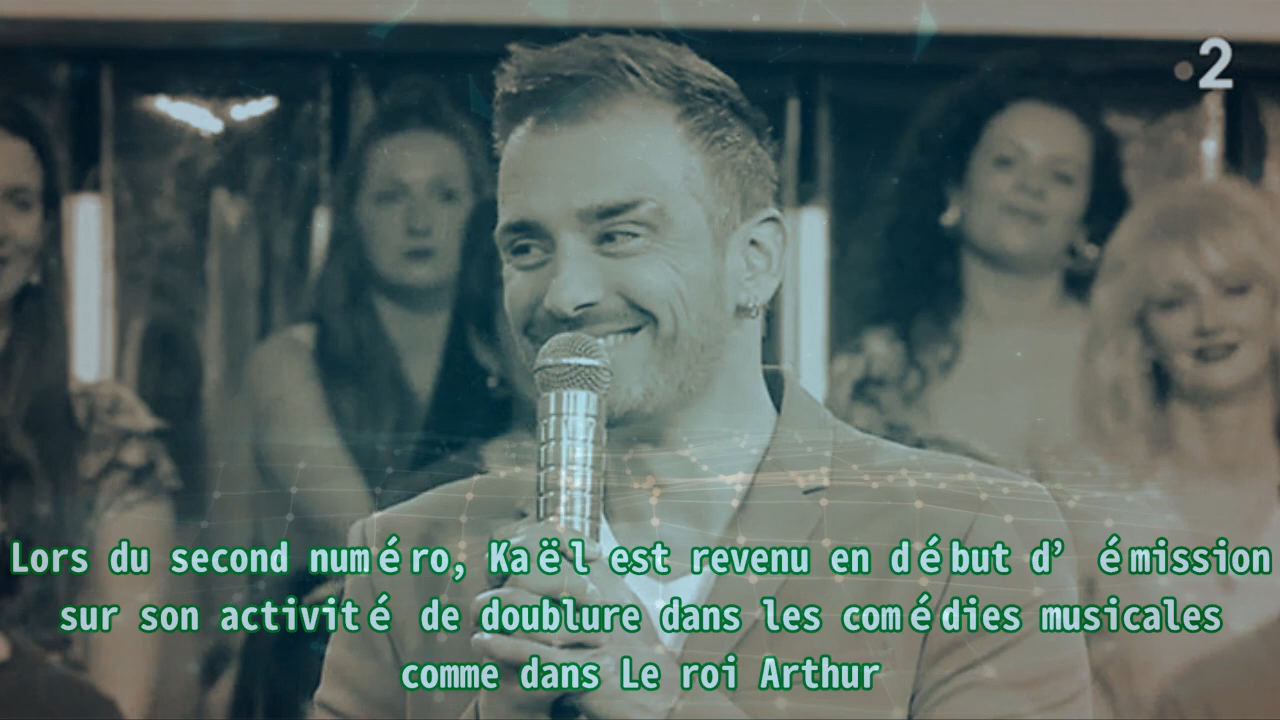 2
Lors du second numéro, Kaël est revenu en début d’ émission
sur son activité de doublure dans les comédies musicales
comme dans Le roi Arthur